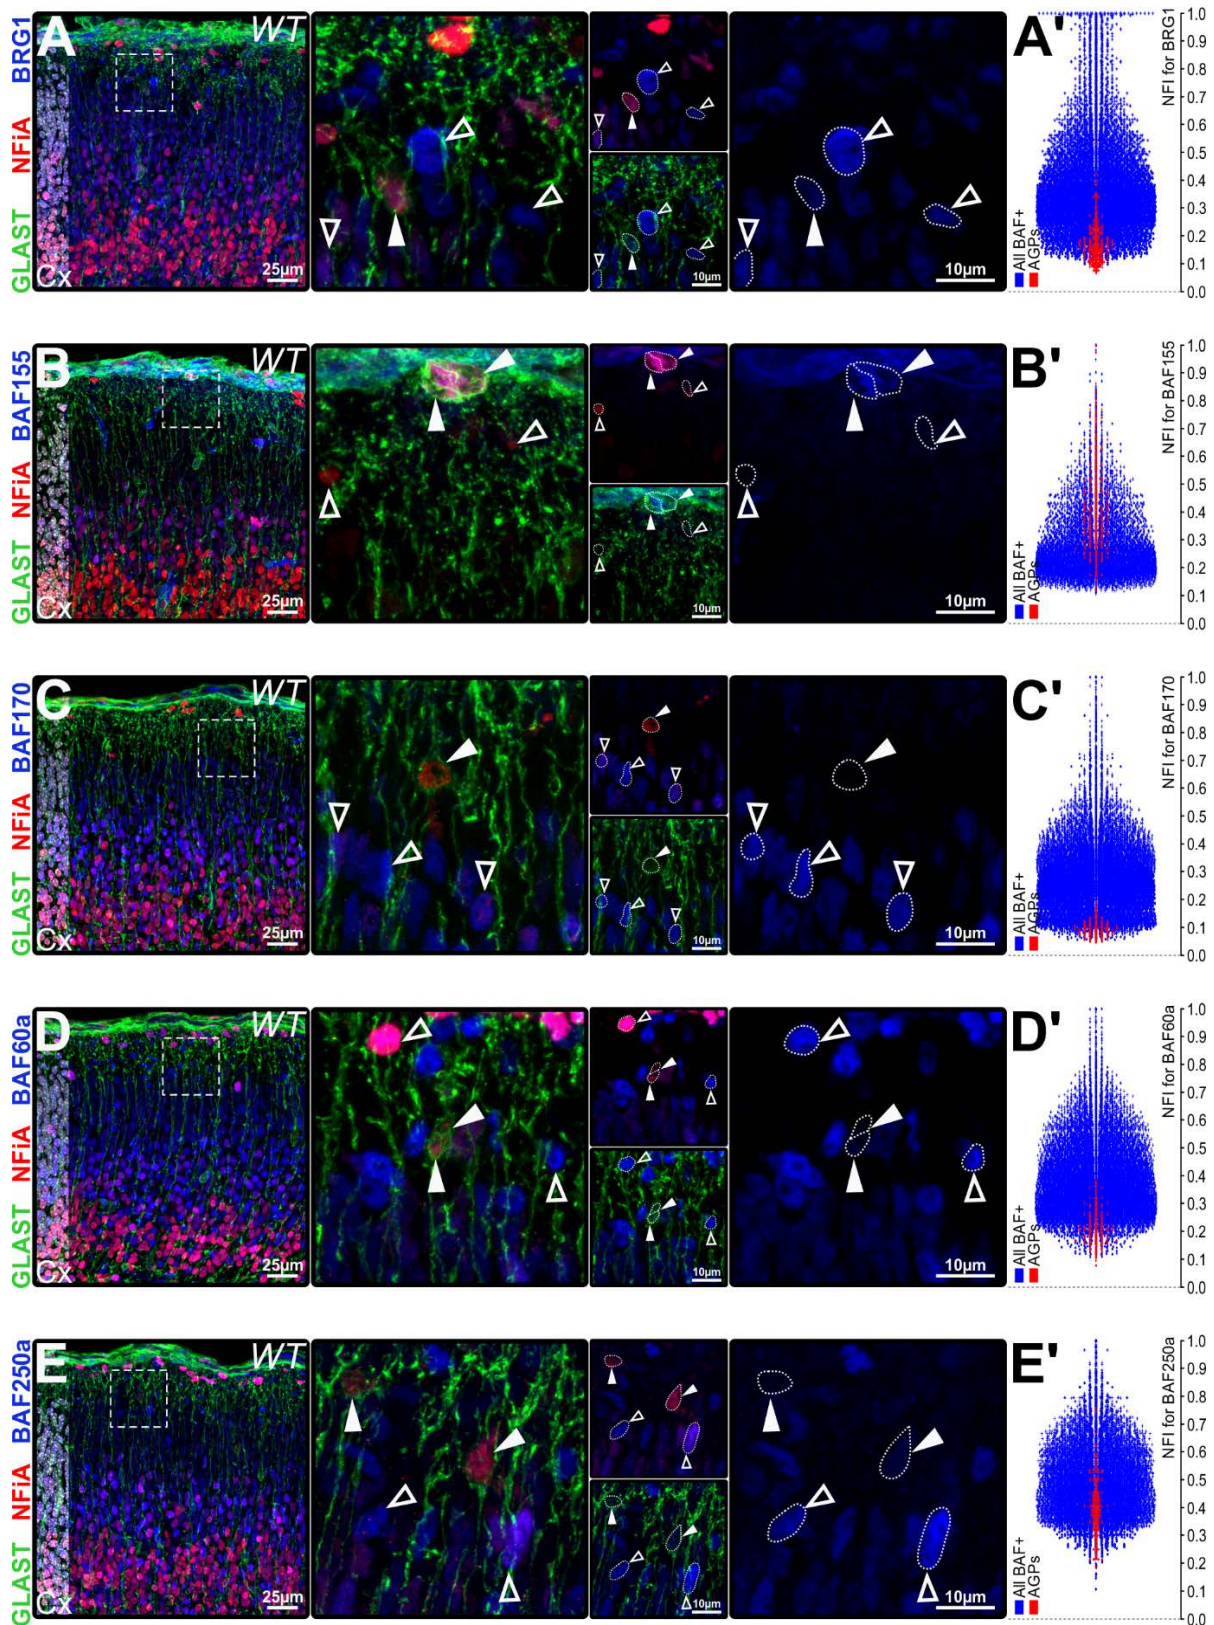 GLAST NFiA BRG1
A
WT
Cx
25µm
10µm
10µm
A'
All BAF+
AGPs
NFI for BRG1
1.0
0.9
0.8
0.7
0.6
0.5
0.4
0.3
0.2
0.1
0.0
GLAST NFiA BAF155
B
WT
Cx
25µm
10µm
10µm
B'
All BAF+
AGPs
NFI for BAF155
1.0
0.9
0.8
0.7
0.6
0.5
0.4
0.3
0.2
0.1
0.0
GLAST NFiA BAF170
C
WT
Cx
25µm
10µm
10µm
C'
All BAF+
AGPs
NFI for BAF170
1.0
0.9
0.8
0.7
0.6
0.5
0.4
0.3
0.2
0.1
0.0
GLAST NFiA BAF60a
D
WT
Cx
25µm
10µm
10µm
D'
All BAF+
AGPs
NFI for BAF60a
1.0
0.9
0.8
0.7
0.6
0.5
0.4
0.3
0.2
0.1
0.0
GLAST NFiA BAF250a
E
WT
Cx
25µm
10µm
10µm
E'
All BAF+
AGPs
NFI for BAF250a
1.0
0.9
0.8
0.7
0.6
0.5
0.4
0.3
0.2
0.1
0.0